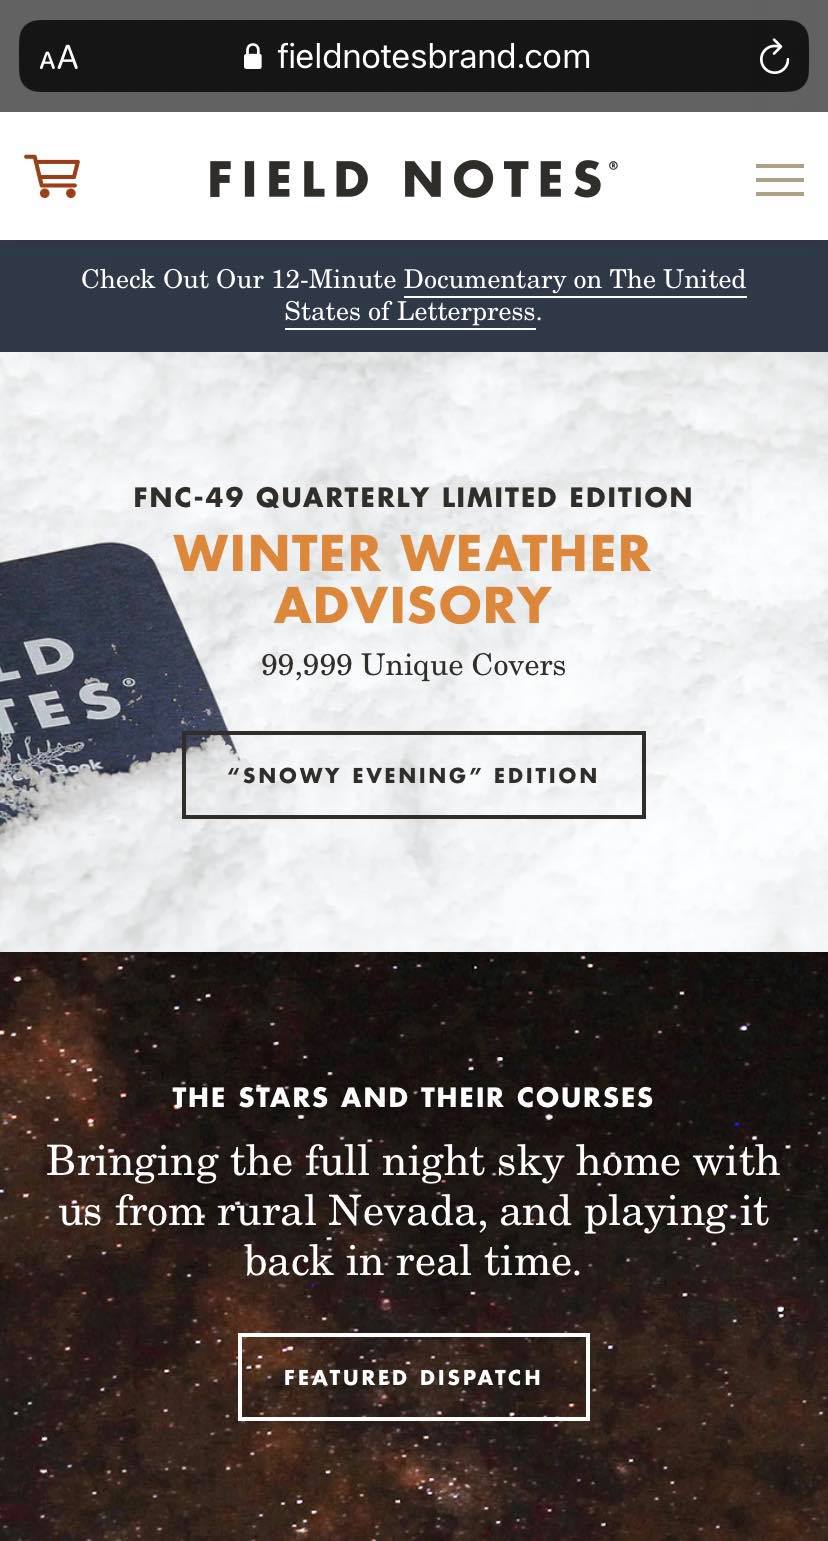 AA fieldnotesbrand.com
FIELD NOTES®
Check Out Our 12-Minute Documentary on The United
States of Letterpress.
FNC-49 QUARTERLY LIMITED EDITION
WINTER WEATHER
ADVISORY
99,999 Unique Covers
LD
TES®
Book
“SNOWY EVENING” EDITION
THE STARS AND THEIR COURSES
Bringing the full night sky home with
us from rural Nevada, and playing it
back in real time.
FEATURED DISPATCH